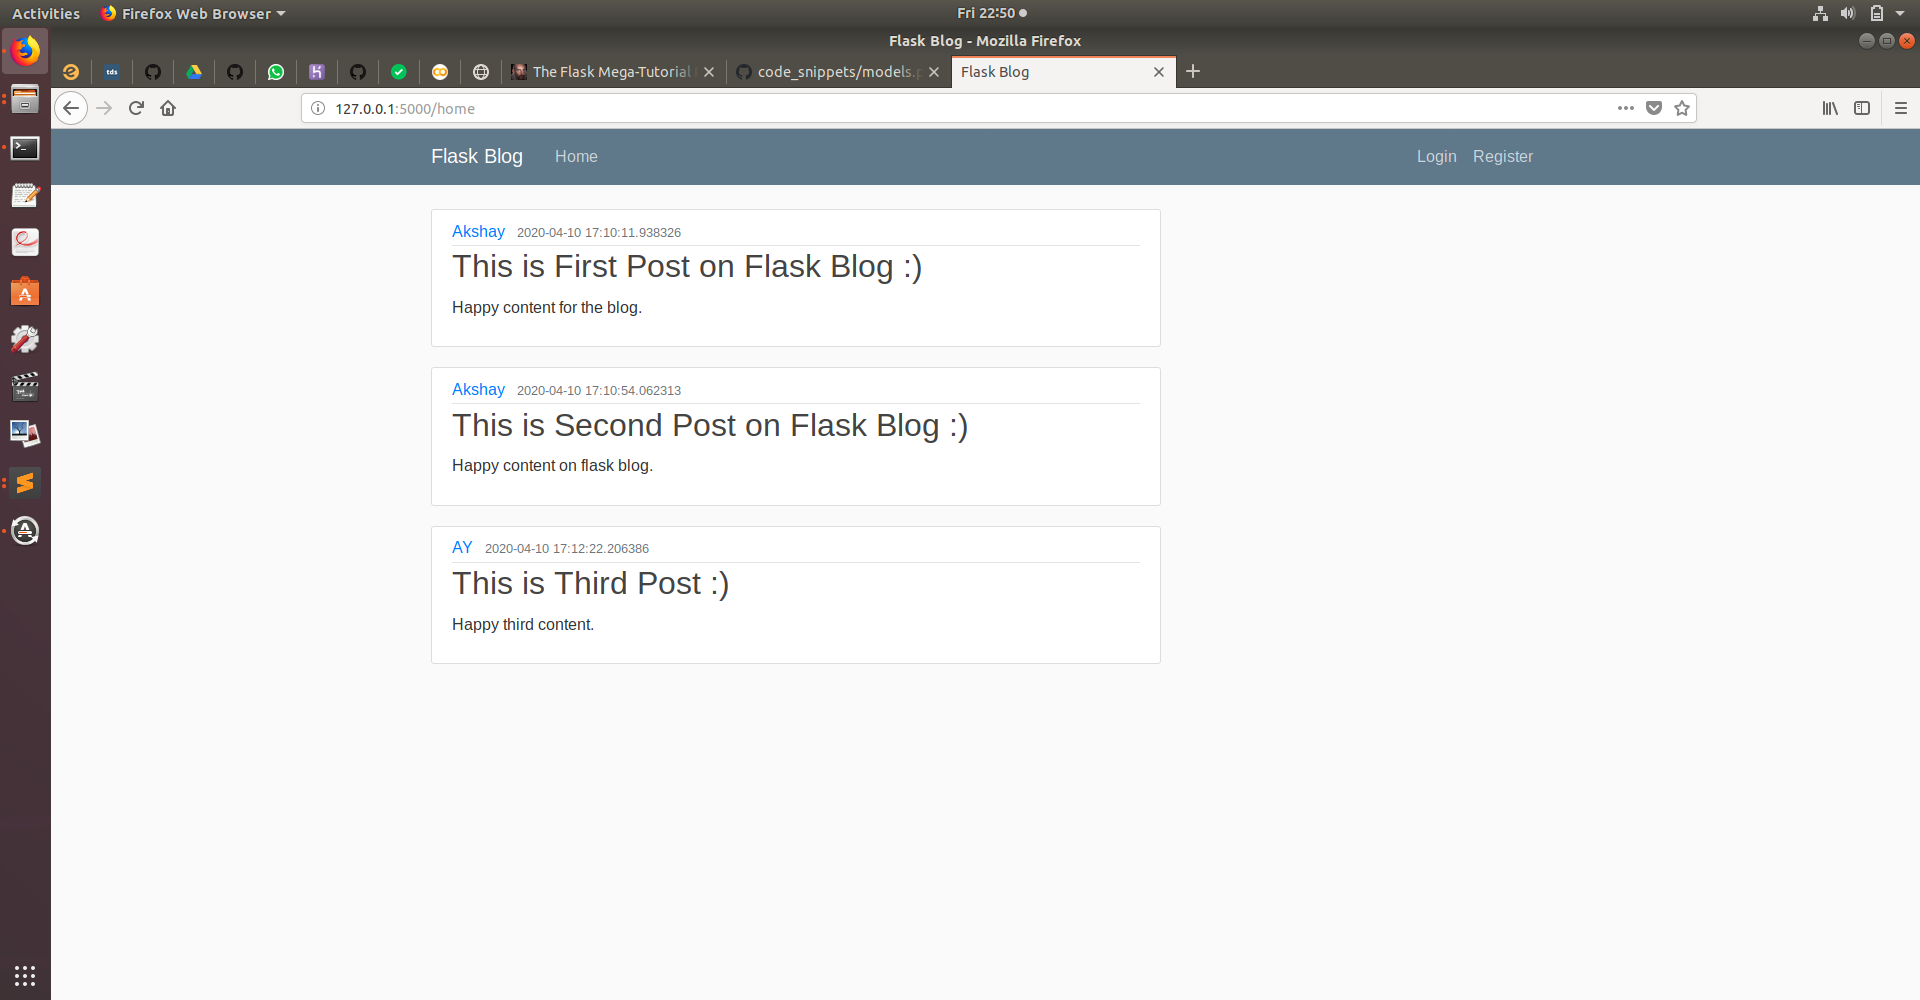 Activities Firefox Web Browser Fri 22:50
Flask Blog - Mozilla Firefox
tds The Flask Mega-Tutorial code_snippets/models.p Flask Blog
127.0.0.1:5000/home
Flask Blog Home Login Register
Akshay 2020-04-10 17:10:11.938326
This is First Post on Flask Blog :)
Happy content for the blog.
Akshay 2020-04-10 17:10:54.062313
This is Second Post on Flask Blog :)
Happy content on flask blog.
AY 2020-04-10 17:12:22.206386
This is Third Post :)
Happy third content.